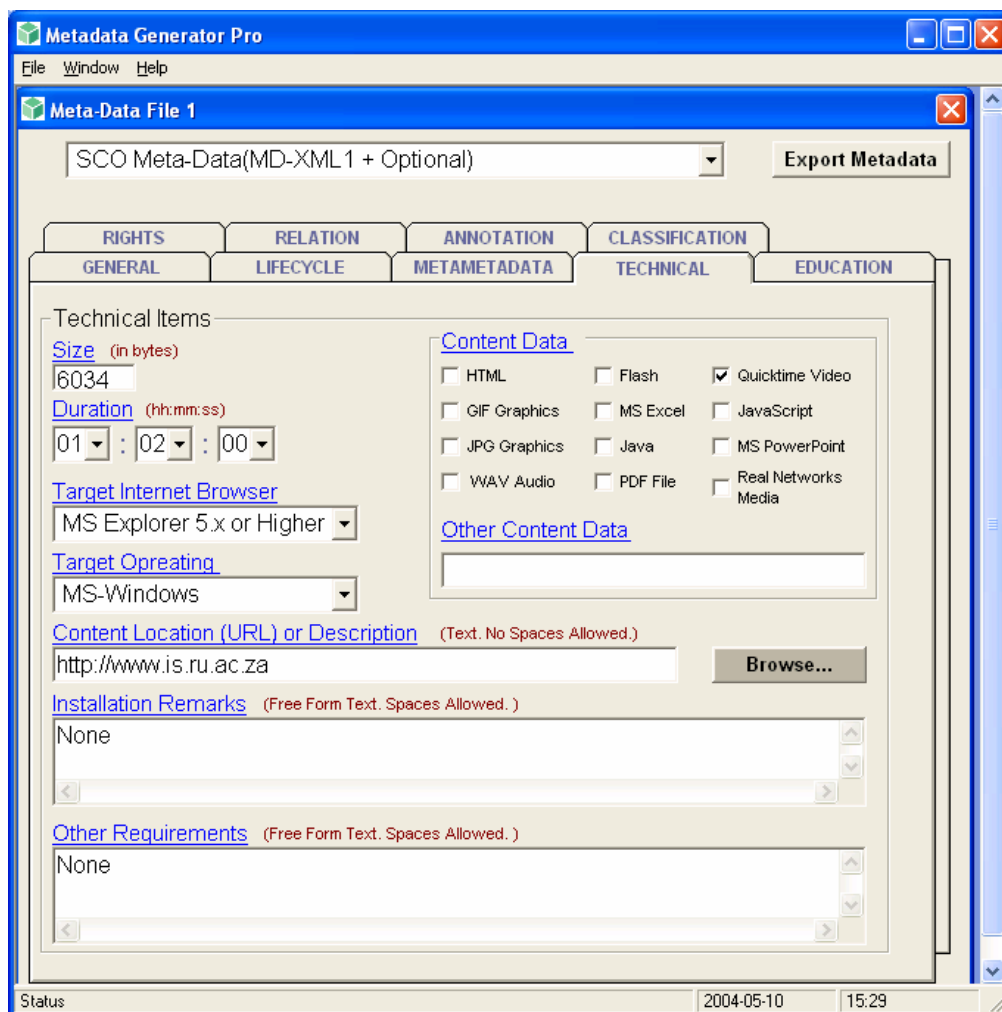 Metadata Generator Pro
File Window Help
Meta-Data File 1
SCO Meta-Data(MD-XML1 + Optional)
Export Metadata
RIGHTS RELATION ANNOTATION CLASSIFICATION
GENERAL LIFECYCLE METAMETADATA TECHNICAL EDUCATION
Technical Items
Size (in bytes)
6034
Duration (hh:mm:ss)
01 : 02 : 00
Target Internet Browser
MS Explorer 5.x or Higher
Target Opreating
MS-Windows
Content Data
HTML Flash Quicktime Video
GIF Graphics MS Excel JavaScript
JPG Graphics Java MS PowerPoint
WAV Audio PDF File Real Networks
Media
Other Content Data
Content Location (URL) or Description (Text. No Spaces Allowed.)
http://www.is.ru.ac.za
Browse...
Installation Remarks (Free Form Text. Spaces Allowed. )
None
Other Requirements (Free Form Text. Spaces Allowed. )
None
Status 2004-05-10 15:29